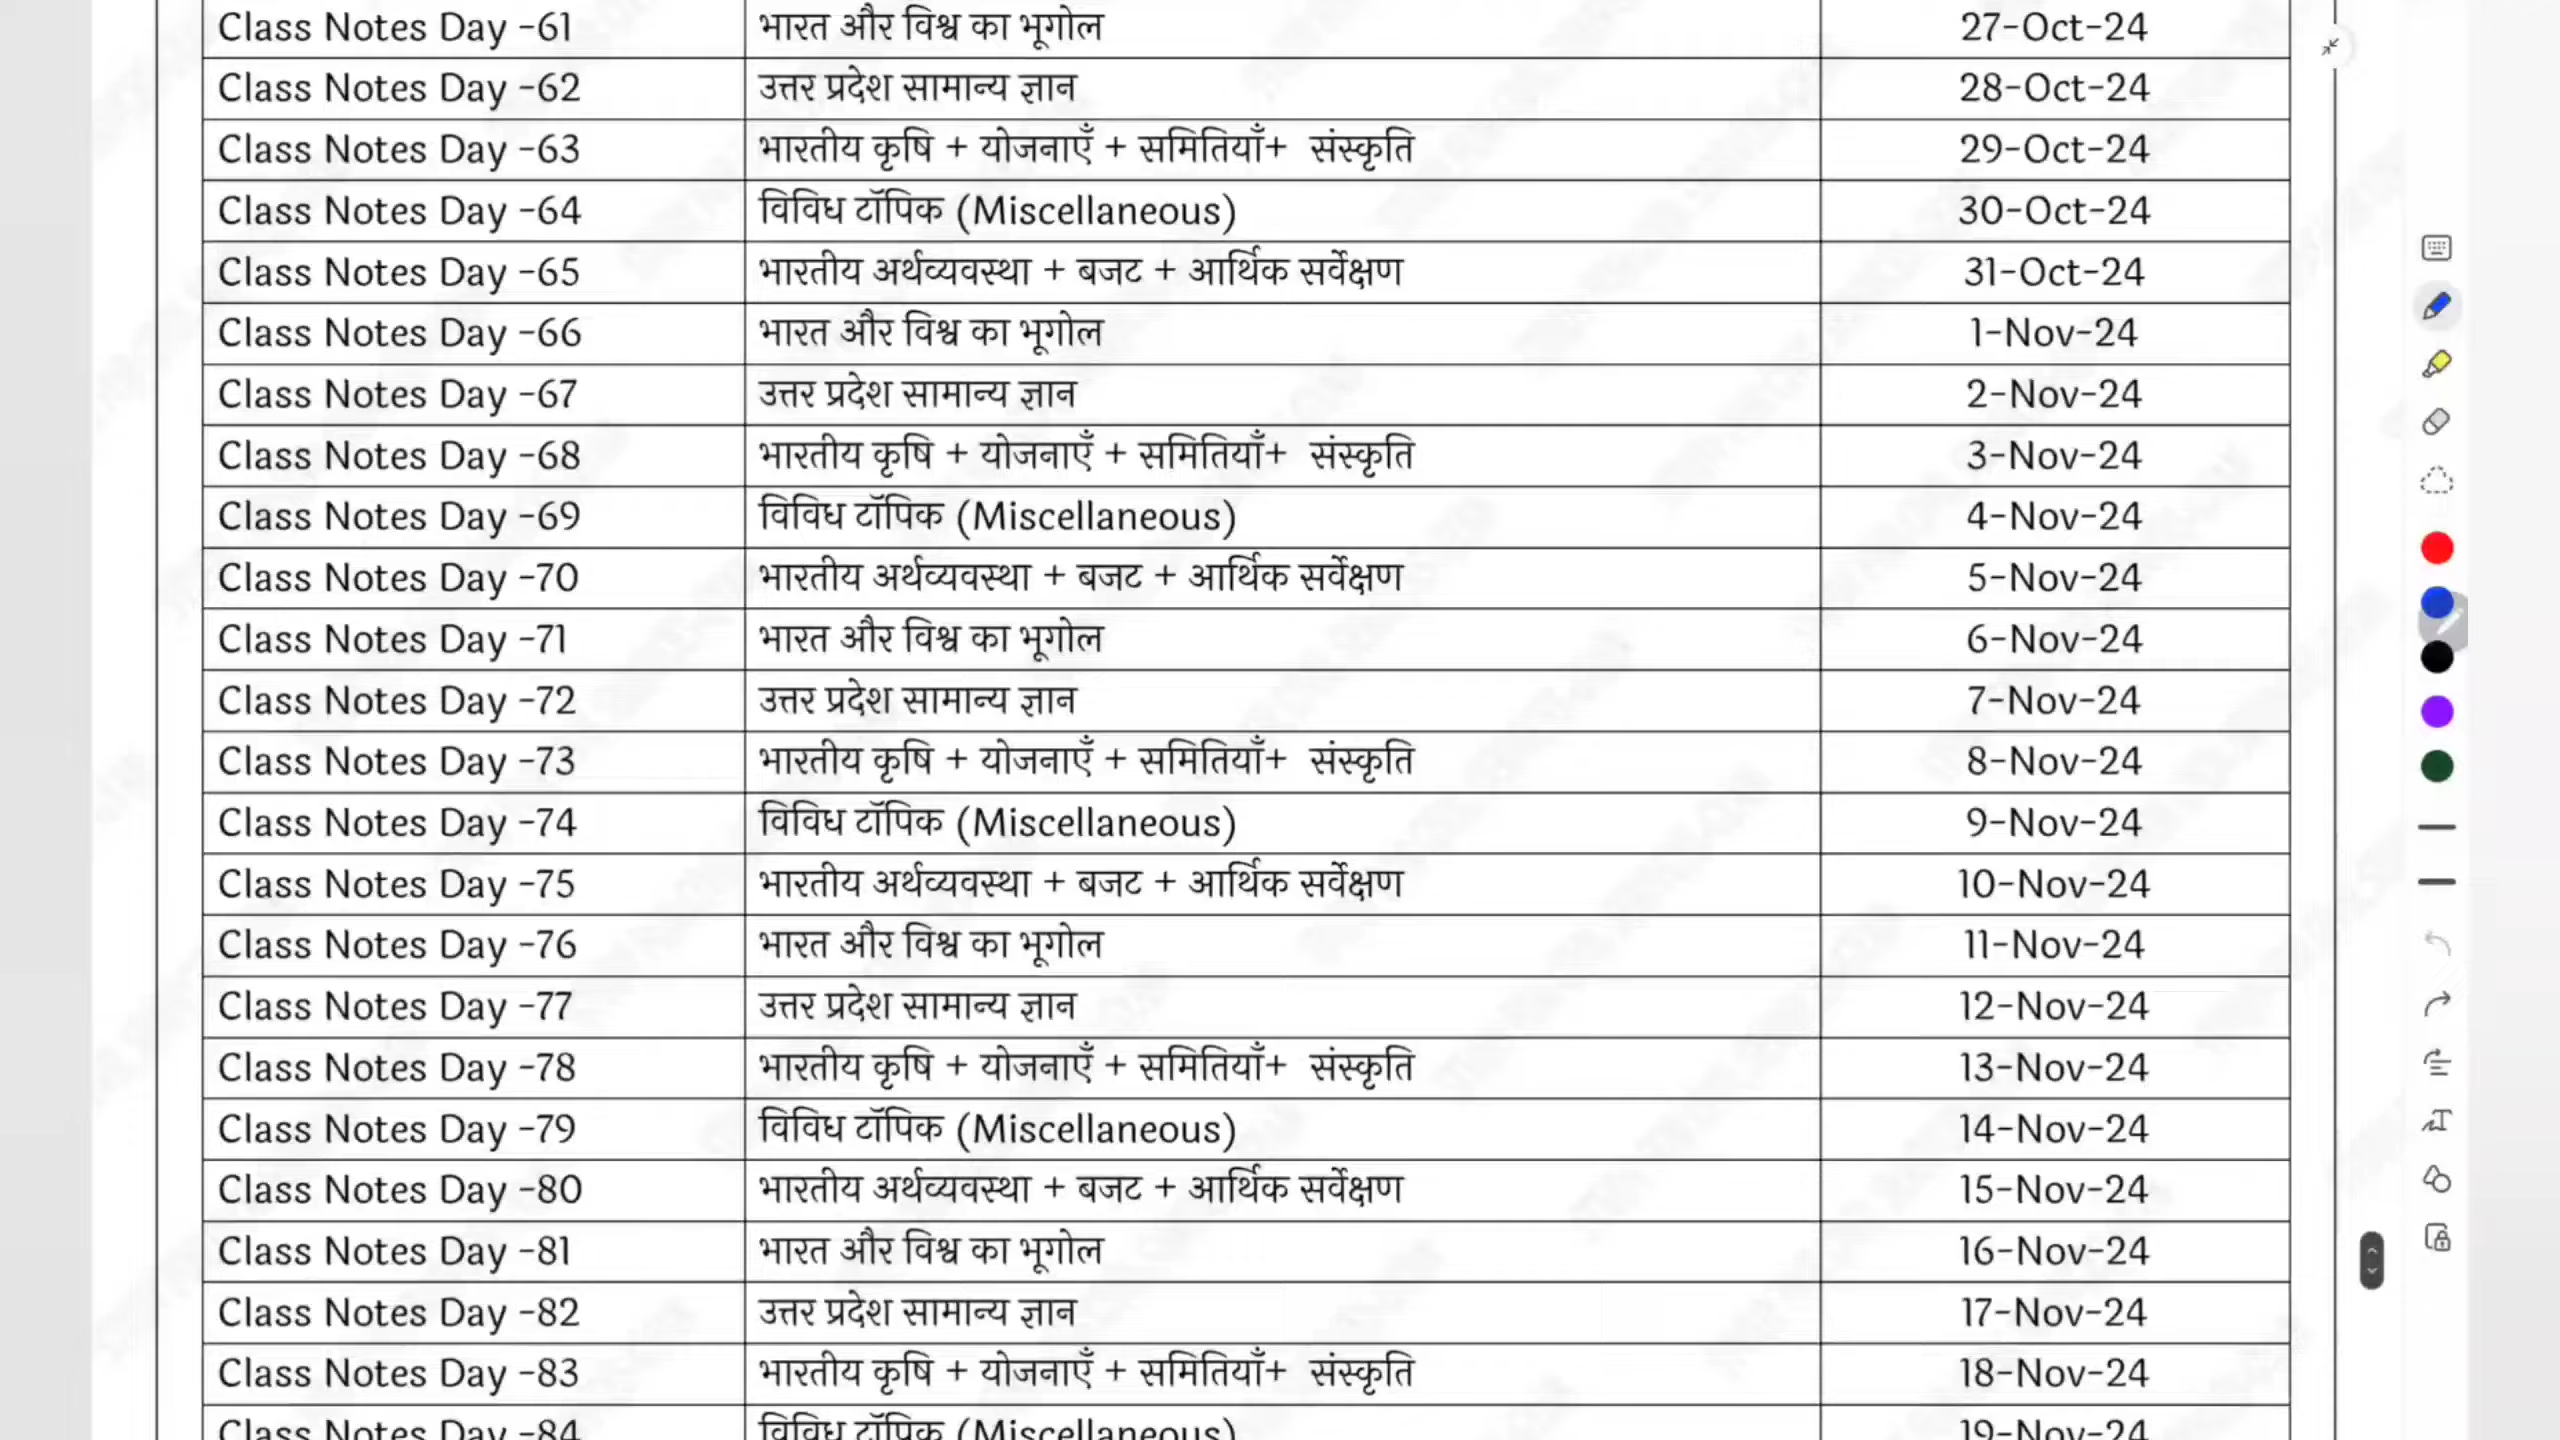 Class Notes Day -61 भारत और विश्व का भूगोल 27-Oct-24
Class Notes Day -62 उत्तर प्रदेश सामान्य ज्ञान 28-Oct-24
Class Notes Day -63 भारतीय कृषि + योजनाएँ + समितियाँ+ संस्कृति 29-Oct-24
Class Notes Day -64 विविध टॉपिक (Miscellaneous) 30-Oct-24
Class Notes Day -65 भारतीय अर्थव्यवस्था + बजट + आर्थिक सर्वेक्षण 31-Oct-24
Class Notes Day -66 भारत और विश्व का भूगोल 1-Nov-24
Class Notes Day -67 उत्तर प्रदेश सामान्य ज्ञान 2-Nov-24
Class Notes Day -68 भारतीय कृषि + योजनाएँ + समितियाँ+ संस्कृति 3-Nov-24
Class Notes Day -69 विविध टॉपिक (Miscellaneous) 4-Nov-24
Class Notes Day -70 भारतीय अर्थव्यवस्था + बजट + आर्थिक सर्वेक्षण 5-Nov-24
Class Notes Day -71 भारत और विश्व का भूगोल 6-Nov-24
Class Notes Day -72 उत्तर प्रदेश सामान्य ज्ञान 7-Nov-24
Class Notes Day -73 भारतीय कृषि + योजनाएँ + समितियाँ+ संस्कृति 8-Nov-24
Class Notes Day -74 विविध टॉपिक (Miscellaneous) 9-Nov-24
Class Notes Day -75 भारतीय अर्थव्यवस्था + बजट + आर्थिक सर्वेक्षण 10-Nov-24
Class Notes Day -76 भारत और विश्व का भूगोल 11-Nov-24
Class Notes Day -77 उत्तर प्रदेश सामान्य ज्ञान 12-Nov-24
Class Notes Day -78 भारतीय कृषि + योजनाएँ + समितियाँ+ संस्कृति 13-Nov-24
Class Notes Day -79 विविध टॉपिक (Miscellaneous) 14-Nov-24
Class Notes Day -80 भारतीय अर्थव्यवस्था + बजट + आर्थिक सर्वेक्षण 15-Nov-24
Class Notes Day -81 भारत और विश्व का भूगोल 16-Nov-24
Class Notes Day -82 उत्तर प्रदेश सामान्य ज्ञान 17-Nov-24
Class Notes Day -83 भारतीय कृषि + योजनाएँ + समितियाँ+ संस्कृति 18-Nov-24
Class Notes Day -84 विविध टॉपिक (Miscellaneous) 19-Nov-24